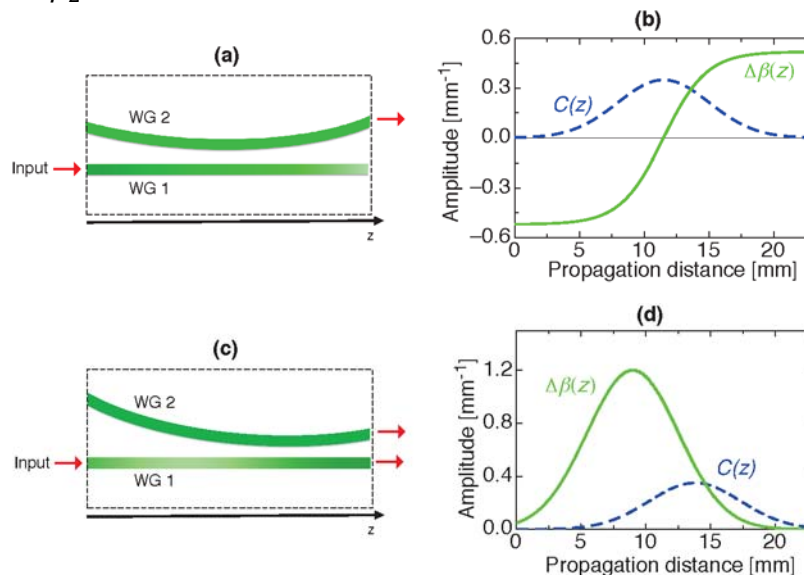 (a)
WG 2
Input
WG 1
z
(b)
0.6
0.3
0.0
−0.3
−0.6
Amplitude [mm⁻¹]
C(z)
Δβ(z)
0 5 10 15 20
Propagation distance [mm]
(c)
WG 2
Input
WG 1
z
(d)
1.2
0.8
0.4
0.0
Amplitude [mm⁻¹]
Δβ(z)
C(z)
0 5 10 15 20
Propagation distance [mm]